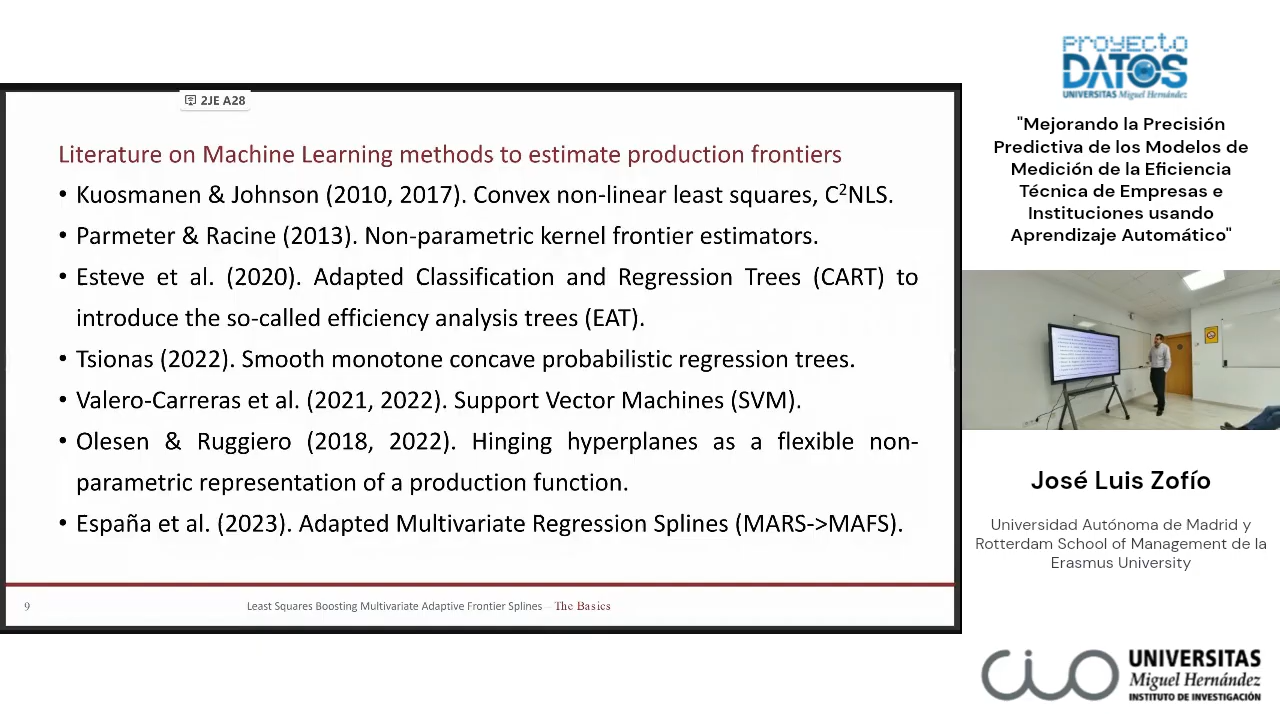 2JE A28
Literature on Machine Learning methods to estimate production frontiers
• Kuosmanen & Johnson (2010, 2017). Convex non-linear least squares, C²NLS.
• Parmeter & Racine (2013). Non-parametric kernel frontier estimators.
• Esteve et al. (2020). Adapted Classification and Regression Trees (CART) to
introduce the so-called efficiency analysis trees (EAT).
• Tsionas (2022). Smooth monotone concave probabilistic regression trees.
• Valero-Carreras et al. (2021, 2022). Support Vector Machines (SVM).
• Olesen & Ruggiero (2018, 2022). Hinging hyperplanes as a flexible non-
parametric representation of a production function.
• España et al. (2023). Adapted Multivariate Regression Splines (MARS->MAFS).
9
Least Squares Boosting Multivariate Adaptive Frontier Splines – The Basics
PROYECTO
DATOS
UNIVERSITAS Miguel Hernández
"Mejorando la Precisión
Predictiva de los Modelos de
Medición de la Eficiencia
Técnica de Empresas e
Instituciones usando
Aprendizaje Automático"
José Luis Zofío
Universidad Autónoma de Madrid y
Rotterdam School of Management de la
Erasmus University
CIO
UNIVERSITAS
Miguel Hernández
INSTITUTO DE INVESTIGACIÓN